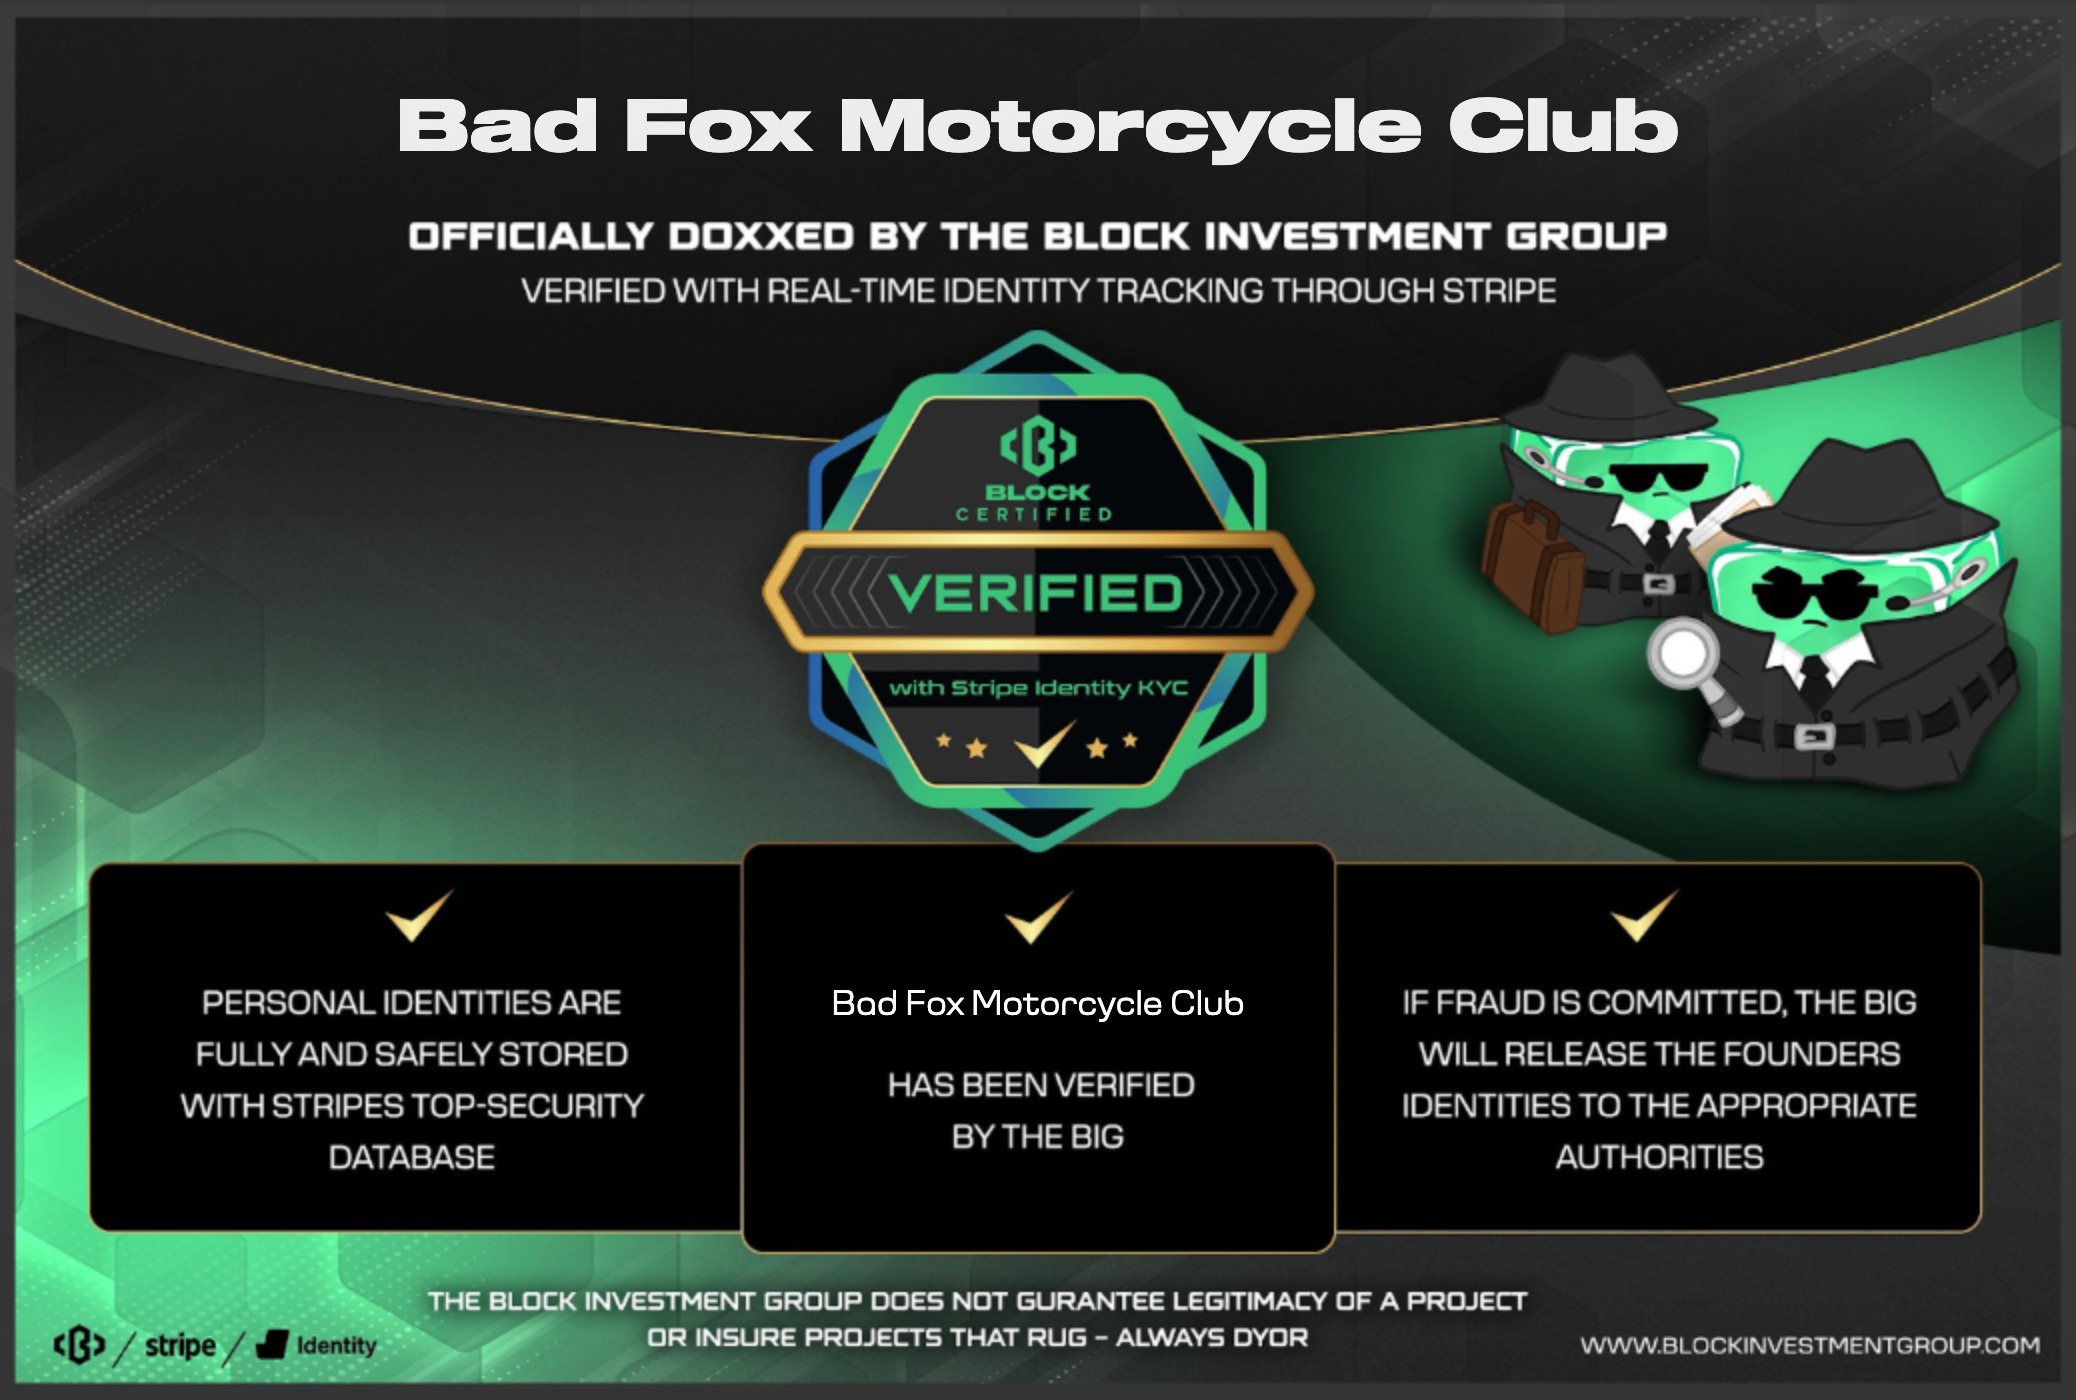 Bad Fox Motorcycle Club
OFFICIALLY DOXXED BY THE BLOCK INVESTMENT GROUP
VERIFIED WITH REAL-TIME IDENTITY TRACKING THROUGH STRIPE
BLOCK
CERTIFIED
VERIFIED
with Stripe Identity KYC
PERSONAL IDENTITIES ARE
FULLY AND SAFELY STORED
WITH STRIPES TOP-SECURITY
DATABASE
Bad Fox Motorcycle Club
HAS BEEN VERIFIED
BY THE BIG
IF FRAUD IS COMMITTED, THE BIG
WILL RELEASE THE FOUNDERS
IDENTITIES TO THE APPROPRIATE
AUTHORITIES
THE BLOCK INVESTMENT GROUP DOES NOT GURANTEE LEGITIMACY OF A PROJECT
OR INSURE PROJECTS THAT RUG - ALWAYS DYOR
B / stripe / Identity
WWW.BLOCKINVESTMENTGROUP.COM